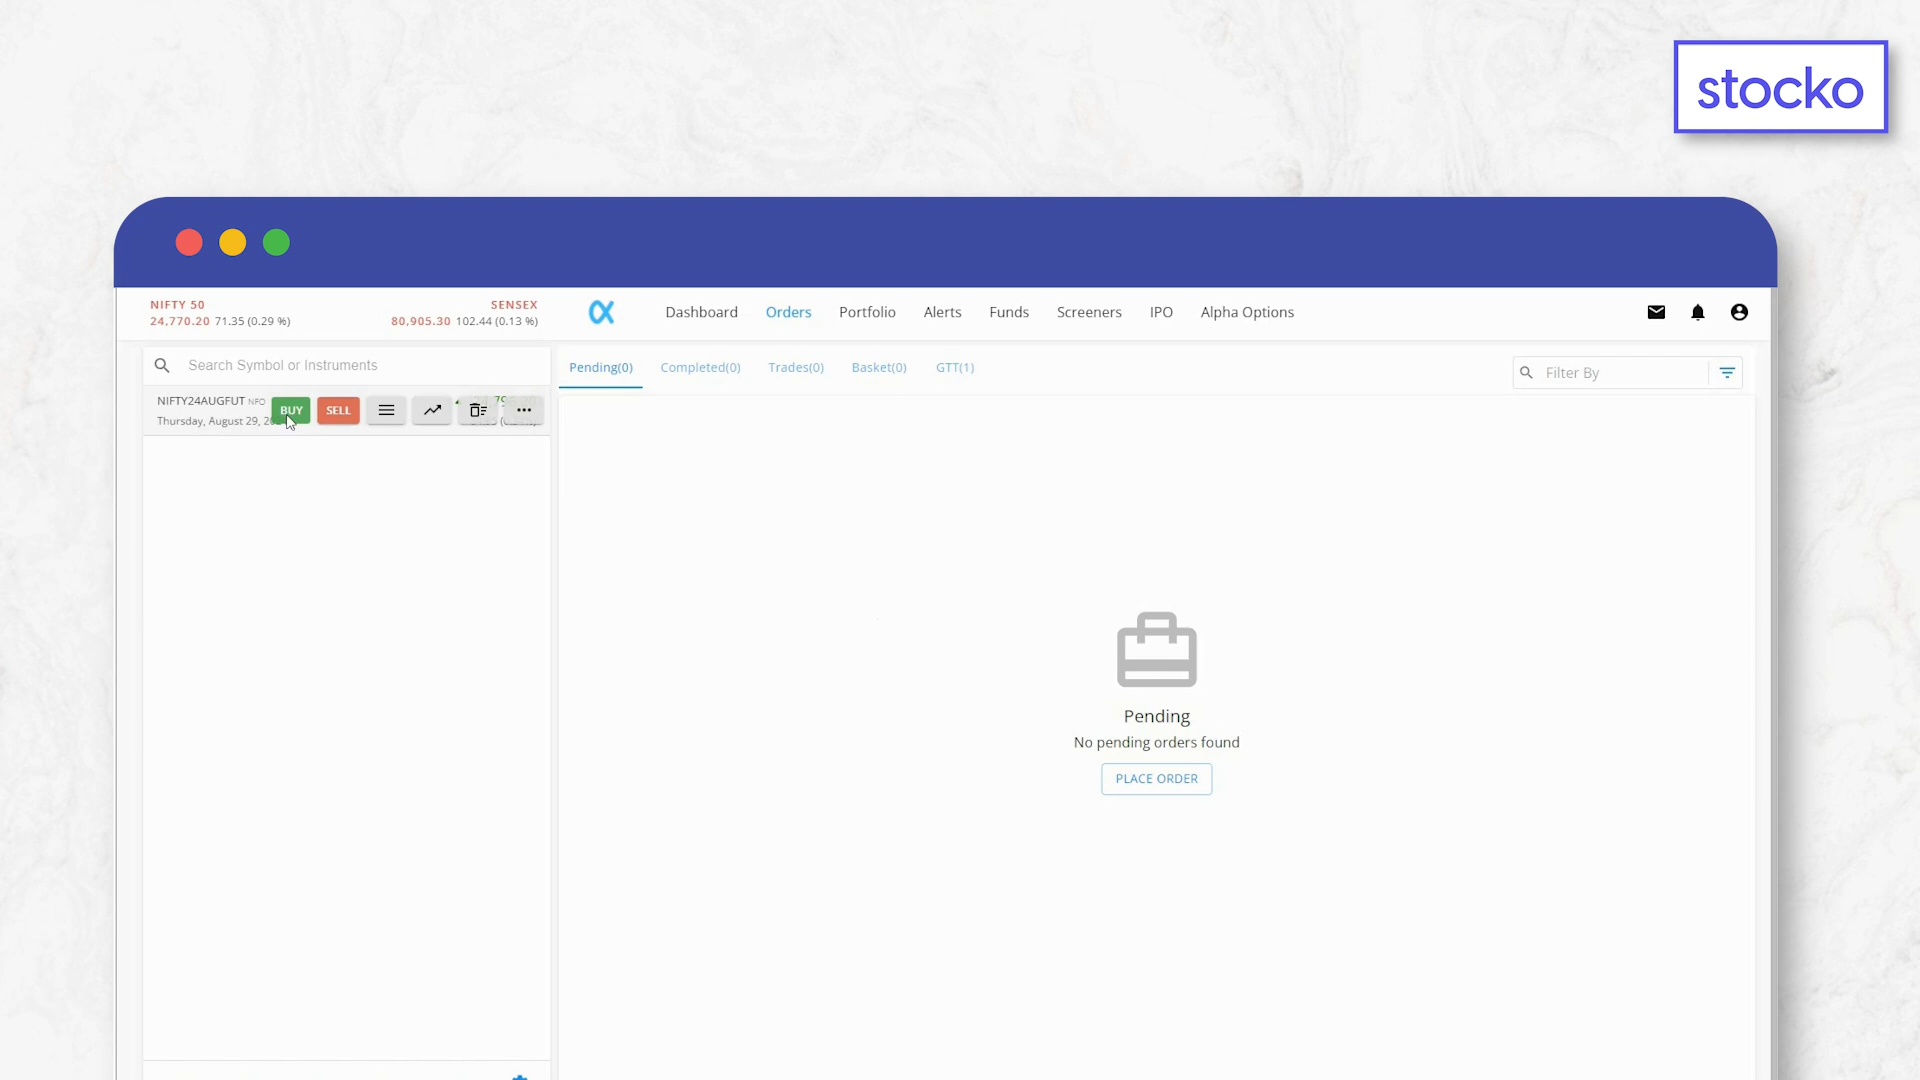 stocko
NIFTY 50
24,770.20 71.35 (0.29 %)
SENSEX
80,905.30 102.44 (0.13 %)
Dashboard
Orders
Portfolio
Alerts
Funds
Screeners
IPO
Alpha Options
Search Symbol or Instruments
NIFTY24AUGFUT NFO
Thursday, August 29,
BUY
SELL
Pending(0)
Completed(0)
Trades(0)
Basket(0)
GTT(1)
Filter By
Pending
No pending orders found
PLACE ORDER